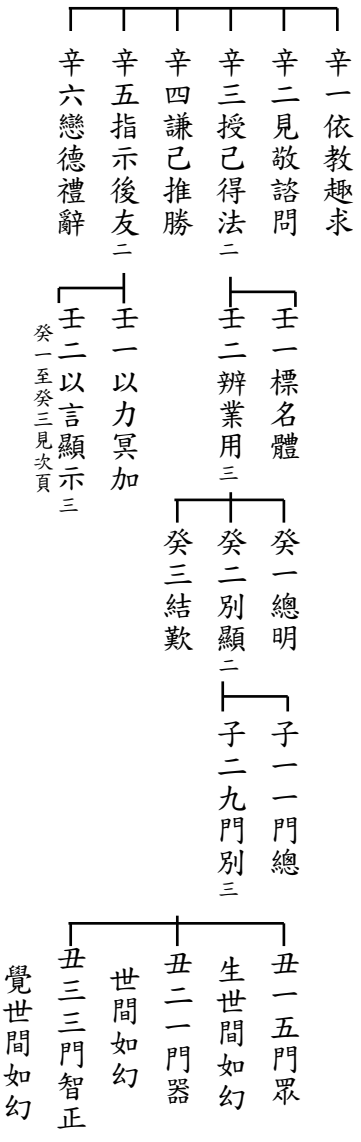 辛一依教趣求
辛二見敬諮問
辛三授己得法二
辛四謙己推勝
辛五指示後友二
辛六戀德禮辭
壬一標名體
壬二辨業用三
壬一以力冥加
壬二以言顯示三
癸一至癸三見次頁
癸一總明
癸二別顯二
癸三結歎
子一一門總
子二九門別三
丑一五門眾
生世間如幻
丑二一門器
世間如幻
丑三三門智正
覺世間如幻